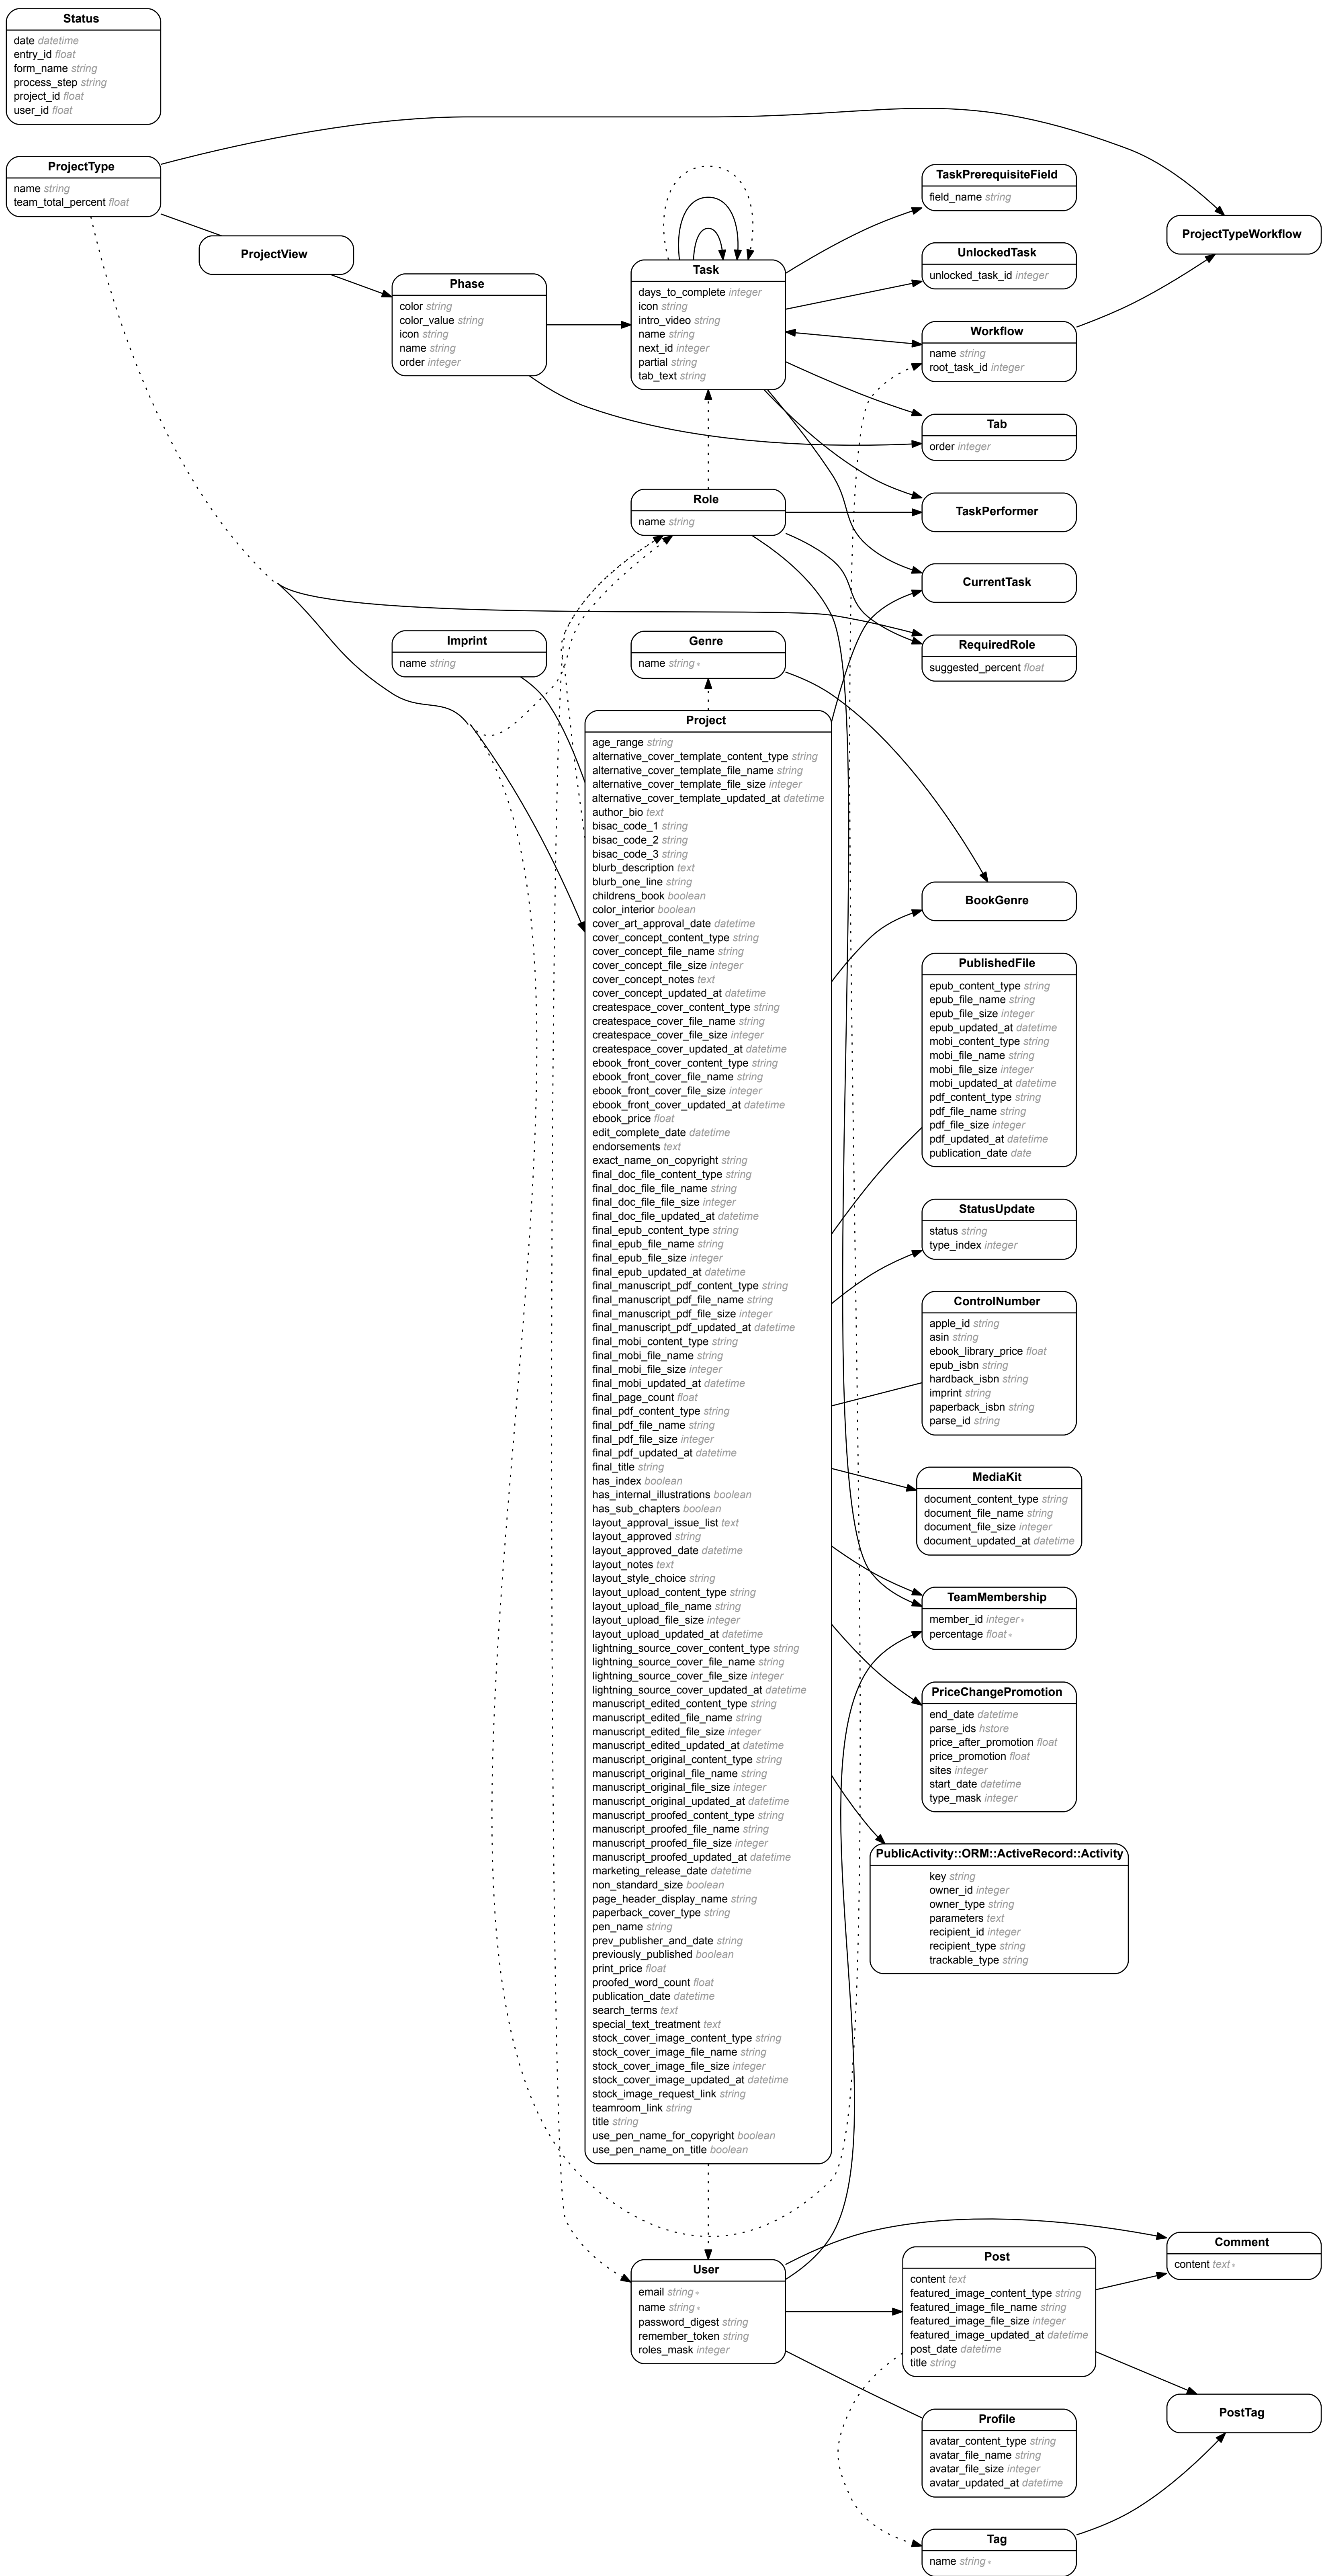 Status
date datetime
entry_id float
form_name string
process_step string
project_id float
user_id float
ProjectType
name string
team_total_percent float
ProjectView
Phase
color string
color_value string
icon string
name string
order integer
Task
days_to_complete integer
icon string
intro_video string
name string
next_id integer
partial string
tab_text string
TaskPrerequisiteField
field_name string
UnlockedTask
unlocked_task_id integer
Workflow
name string
root_task_id integer
ProjectTypeWorkflow
Tab
order integer
Role
name string
TaskPerformer
CurrentTask
RequiredRole
suggested_percent float
Imprint
name string
Genre
name string *
Project
age_range string
alternative_cover_template_content_type string
alternative_cover_template_file_name string
alternative_cover_template_file_size integer
alternative_cover_template_updated_at datetime
author_bio text
bisac_code_1 string
bisac_code_2 string
bisac_code_3 string
blurb_description text
blurb_one_line string
childrens_book boolean
color_interior boolean
cover_art_approval_date datetime
cover_concept_content_type string
cover_concept_file_name string
cover_concept_file_size integer
cover_concept_notes text
cover_concept_updated_at datetime
createspace_cover_content_type string
createspace_cover_file_name string
createspace_cover_file_size integer
createspace_cover_updated_at datetime
ebook_front_cover_content_type string
ebook_front_cover_file_name string
ebook_front_cover_file_size integer
ebook_front_cover_updated_at datetime
ebook_price float
edit_complete_date datetime
endorsements text
exact_name_on_copyright string
final_doc_file_content_type string
final_doc_file_file_name string
final_doc_file_file_size integer
final_doc_file_updated_at datetime
final_epub_content_type string
final_epub_file_name string
final_epub_file_size integer
final_epub_updated_at datetime
final_manuscript_pdf_content_type string
final_manuscript_pdf_file_name string
final_manuscript_pdf_file_size integer
final_manuscript_pdf_updated_at datetime
final_mobi_content_type string
final_mobi_file_name string
final_mobi_file_size integer
final_mobi_updated_at datetime
final_page_count float
final_pdf_content_type string
final_pdf_file_name string
final_pdf_file_size integer
final_pdf_updated_at datetime
final_title string
has_index boolean
has_internal_illustrations boolean
has_sub_chapters boolean
layout_approval_issue_list text
layout_approved string
layout_approved_date datetime
layout_notes text
layout_style_choice string
layout_upload_content_type string
layout_upload_file_name string
layout_upload_file_size integer
layout_upload_updated_at datetime
lightning_source_cover_content_type string
lightning_source_cover_file_name string
lightning_source_cover_file_size integer
lightning_source_cover_updated_at datetime
manuscript_edited_content_type string
manuscript_edited_file_name string
manuscript_edited_file_size integer
manuscript_edited_updated_at datetime
manuscript_original_content_type string
manuscript_original_file_name string
manuscript_original_file_size integer
manuscript_original_updated_at datetime
manuscript_proofed_content_type string
manuscript_proofed_file_name string
manuscript_proofed_file_size integer
manuscript_proofed_updated_at datetime
marketing_release_date datetime
non_standard_size boolean
page_header_display_name string
paperback_cover_type string
pen_name string
prev_publisher_and_date string
previously_published boolean
print_price float
proofed_word_count float
publication_date datetime
search_terms text
special_text_treatment text
stock_cover_image_content_type string
stock_cover_image_file_name string
stock_cover_image_file_size integer
stock_cover_image_updated_at datetime
stock_image_request_link string
teamroom_link string
title string
use_pen_name_for_copyright boolean
use_pen_name_on_title boolean
BookGenre
PublishedFile
epub_content_type string
epub_file_name string
epub_file_size integer
epub_updated_at datetime
mobi_content_type string
mobi_file_name string
mobi_file_size integer
mobi_updated_at datetime
pdf_content_type string
pdf_file_name string
pdf_file_size integer
pdf_updated_at datetime
publication_date date
StatusUpdate
status string
type_index integer
ControlNumber
apple_id string
asin string
ebook_library_price float
epub_isbn string
hardback_isbn string
imprint string
paperback_isbn string
parse_id string
MediaKit
document_content_type string
document_file_name string
document_file_size integer
document_updated_at datetime
TeamMembership
member_id integer *
percentage float *
PriceChangePromotion
end_date datetime
parse_ids hstore
price_after_promotion float
price_promotion float
sites integer
start_date datetime
type_mask integer
PublicActivity::ORM::ActiveRecord::Activity
key string
owner_id integer
owner_type string
parameters text
recipient_id integer
recipient_type string
trackable_type string
User
email string *
name string *
password_digest string
remember_token string
roles_mask integer
Post
content text
featured_image_content_type string
featured_image_file_name string
featured_image_file_size integer
featured_image_updated_at datetime
post_date datetime
title string
Comment
content text *
Profile
avatar_content_type string
avatar_file_name string
avatar_file_size integer
avatar_updated_at datetime
PostTag
Tag
name string *